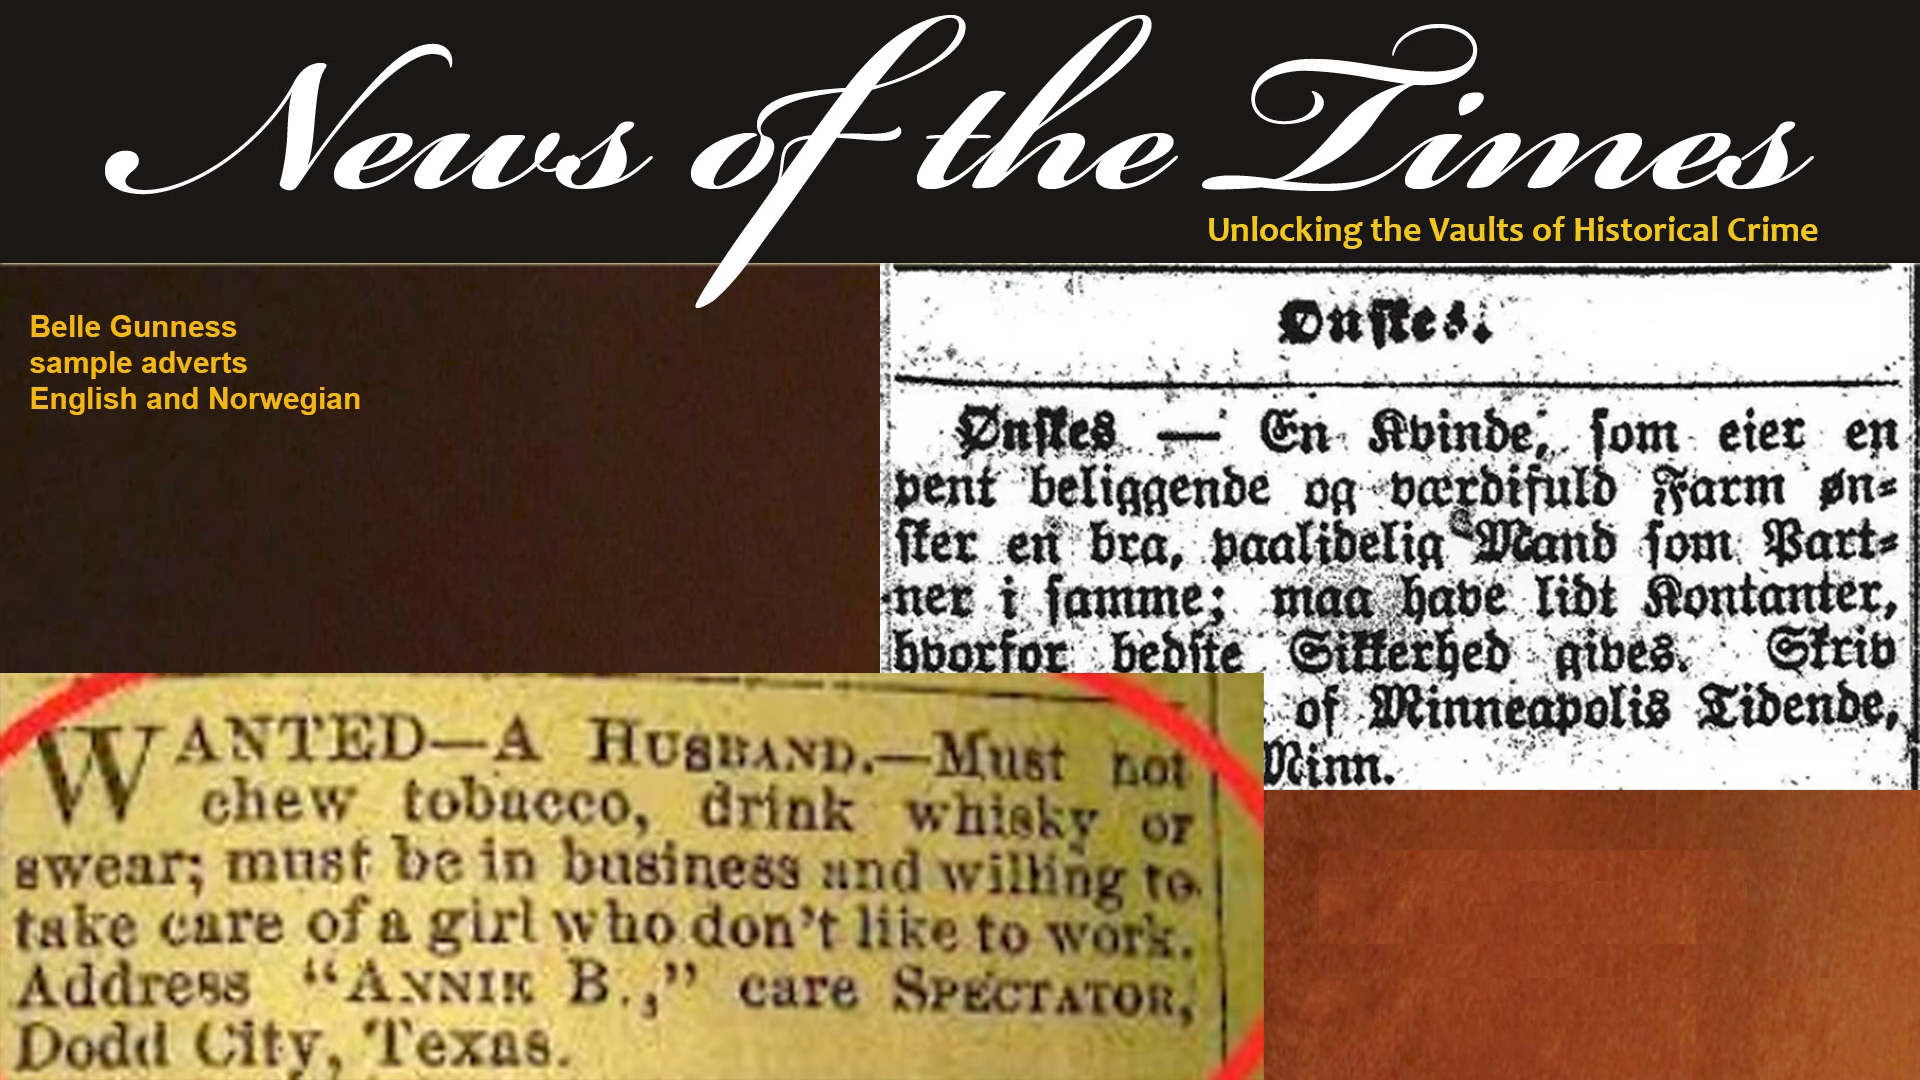 News of the Times
Unlocking the Vaults of Historical Crime
Belle Gunness
sample adverts
English and Norwegian
Ønskes.
Ønskes — En Kvinde, som eier en
pent beliggende og værdifuld Farm øn-
sker en bra, paalidelig Mand som Part-
ner i samme; maa have lidt Kontanter,
hvorfor bedste Sikkerhed gives. Skriv
of Minneapolis Tidende,
Minn.
WANTED—A HUSBAND.—Must not
chew tobacco, drink whisky or
swear; must be in business and willing to
take care of a girl who don't like to work.
Address “ANNIE B.,” care SPECTATOR,
Dodd City, Texas.